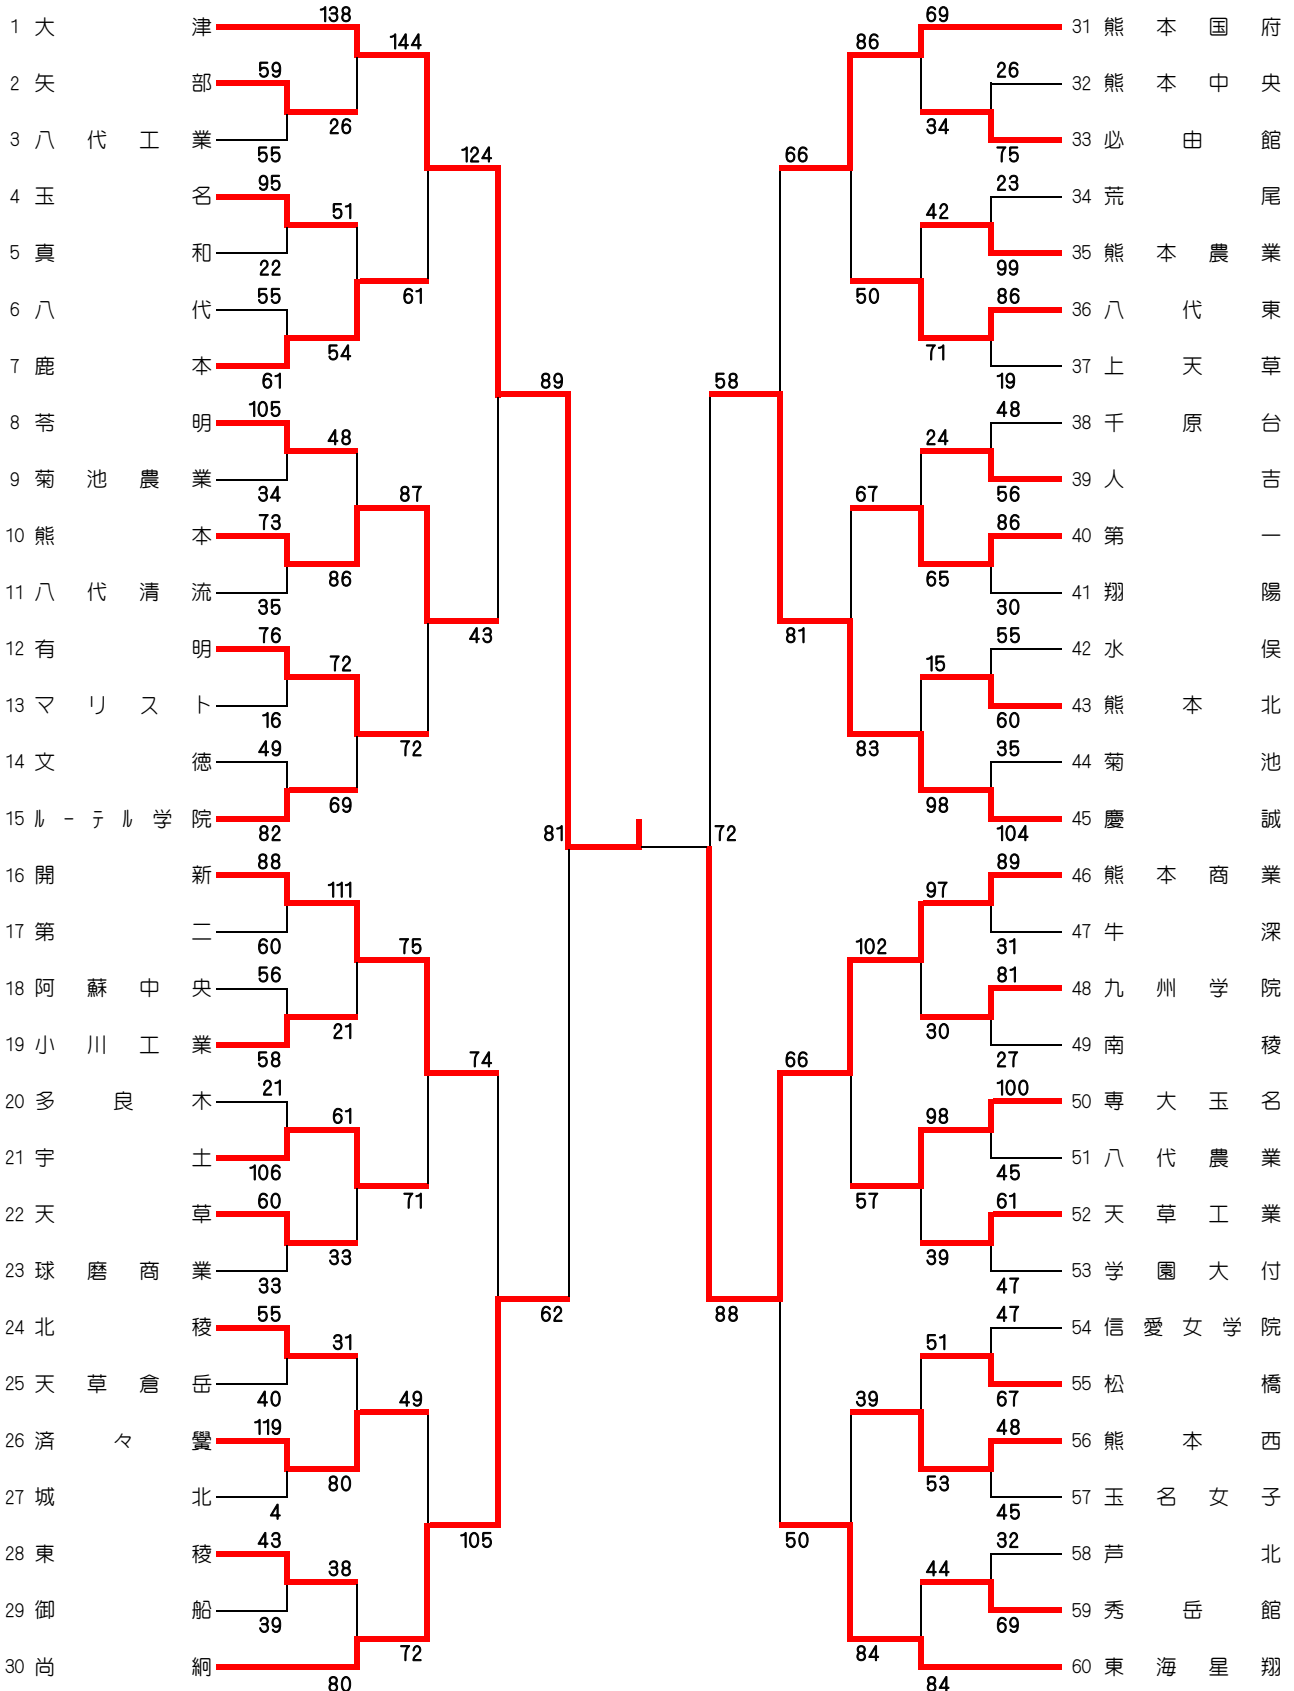 138
69
1 大津
31 熊本国府
144
86
59
26
2 矢部
32 熊本中央
26
34
3 八代工業
33 必由館
55
75
124
66
95
23
4 玉名
34 荒尾
51
42
5 真和
35 熊本農業
22
99
55
86
61
50
6 八代
36 八代東
54
71
7 鹿本
37 上天草
61
19
89
58
105
48
8 苓明
38 千原台
48
24
9 菊池農業
39 人吉
34
56
87
67
73
86
10 熊本
40 第一
86
65
11 八代清流
41 翔陽
35
30
76
55
43
81
12 有明
42 水俣
72
15
13 マリスト
43 熊本北
16
60
49
35
72
83
14 文徳
44 菊池
69
98
15 ルーテル学院
45 慶誠
82
104
81
72
88
89
16 開新
46 熊本商業
111
97
17 第二
47 牛深
60
31
75
102
56
81
18 阿蘇中央
48 九州学院
21
30
19 小川工業
49 南稜
58
27
74
66
21
100
20 多良木
50 専大玉名
61
98
21 宇土
51 八代農業
106
45
60
61
71
57
22 天草
52 天草工業
33
39
23 球磨商業
53 学園大付
33
47
55
47
62
88
24 北稜
54 信愛女学院
31
51
25 天草倉岳
55 松橋
40
67
49
39
119
48
26 済々黌
56 熊本西
80
53
27 城北
57 玉名女子
4
45
43
32
105
50
28 東稜
58 芦北
38
44
29 御船
59 秀岳館
39
69
72
84
30 尚絅
60 東海星翔
80
84